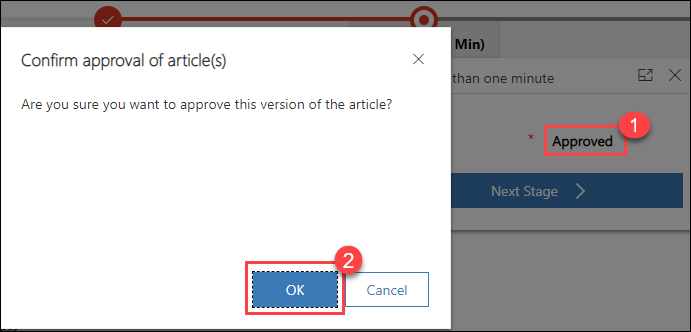 Min)
Confirm approval of article(s)
than one minute
Are you sure you want to approve this version of the article?
1
* Approved
Next Stage
2
OK
Cancel